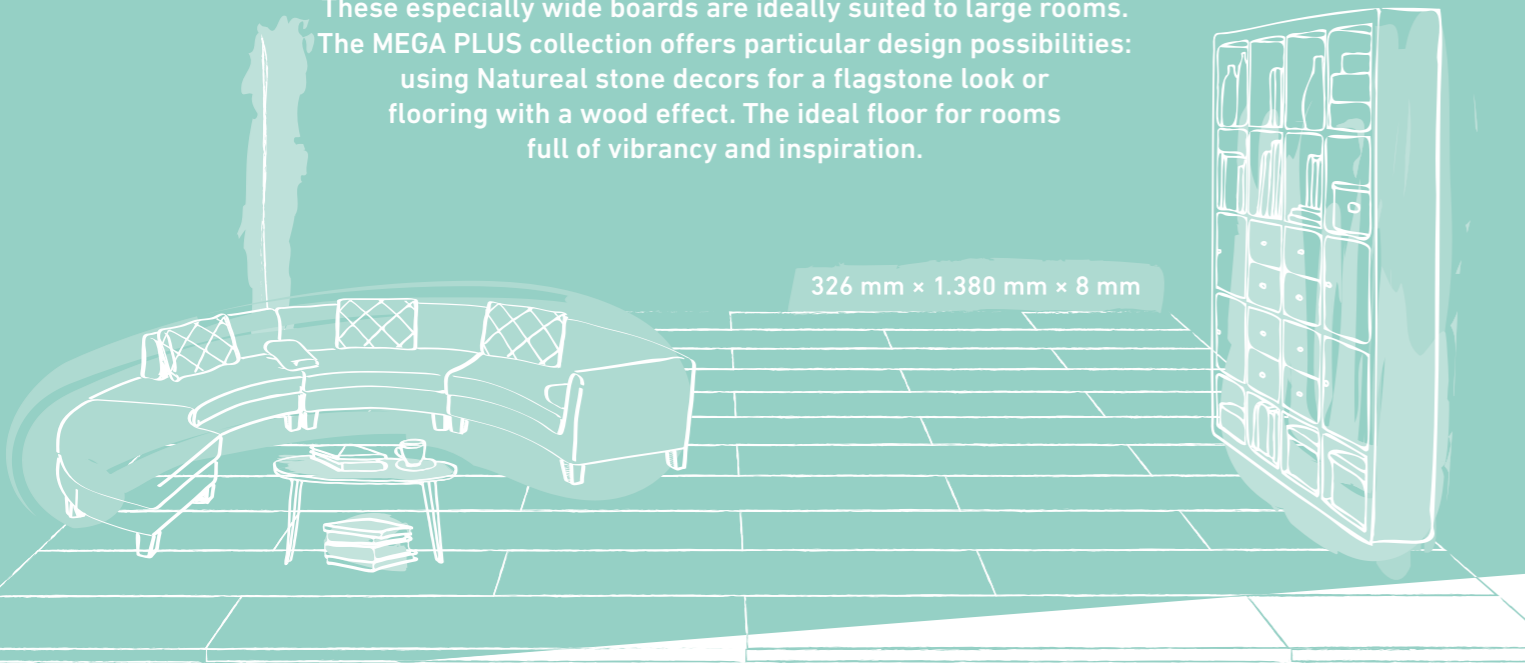 These especially wide boards are ideally suited to large rooms.
The MEGA PLUS collection offers particular design possibilities:
using Natureal stone decors for a flagstone look or
flooring with a wood effect. The ideal floor for rooms
full of vibrancy and inspiration.
326 mm × 1.380 mm × 8 mm